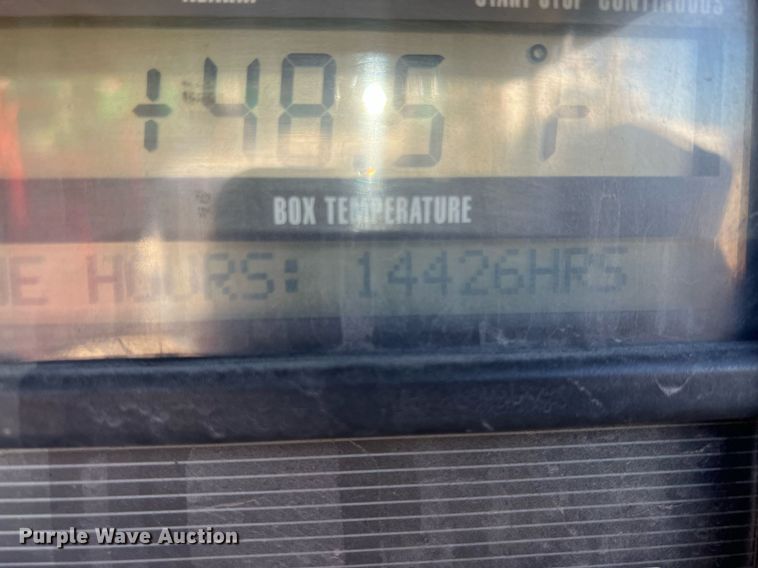 START STOP CONTINUOUS
+48.5 °F
BOX TEMPERATURE
HOURS: 14426HRS
Purple Wave Auction